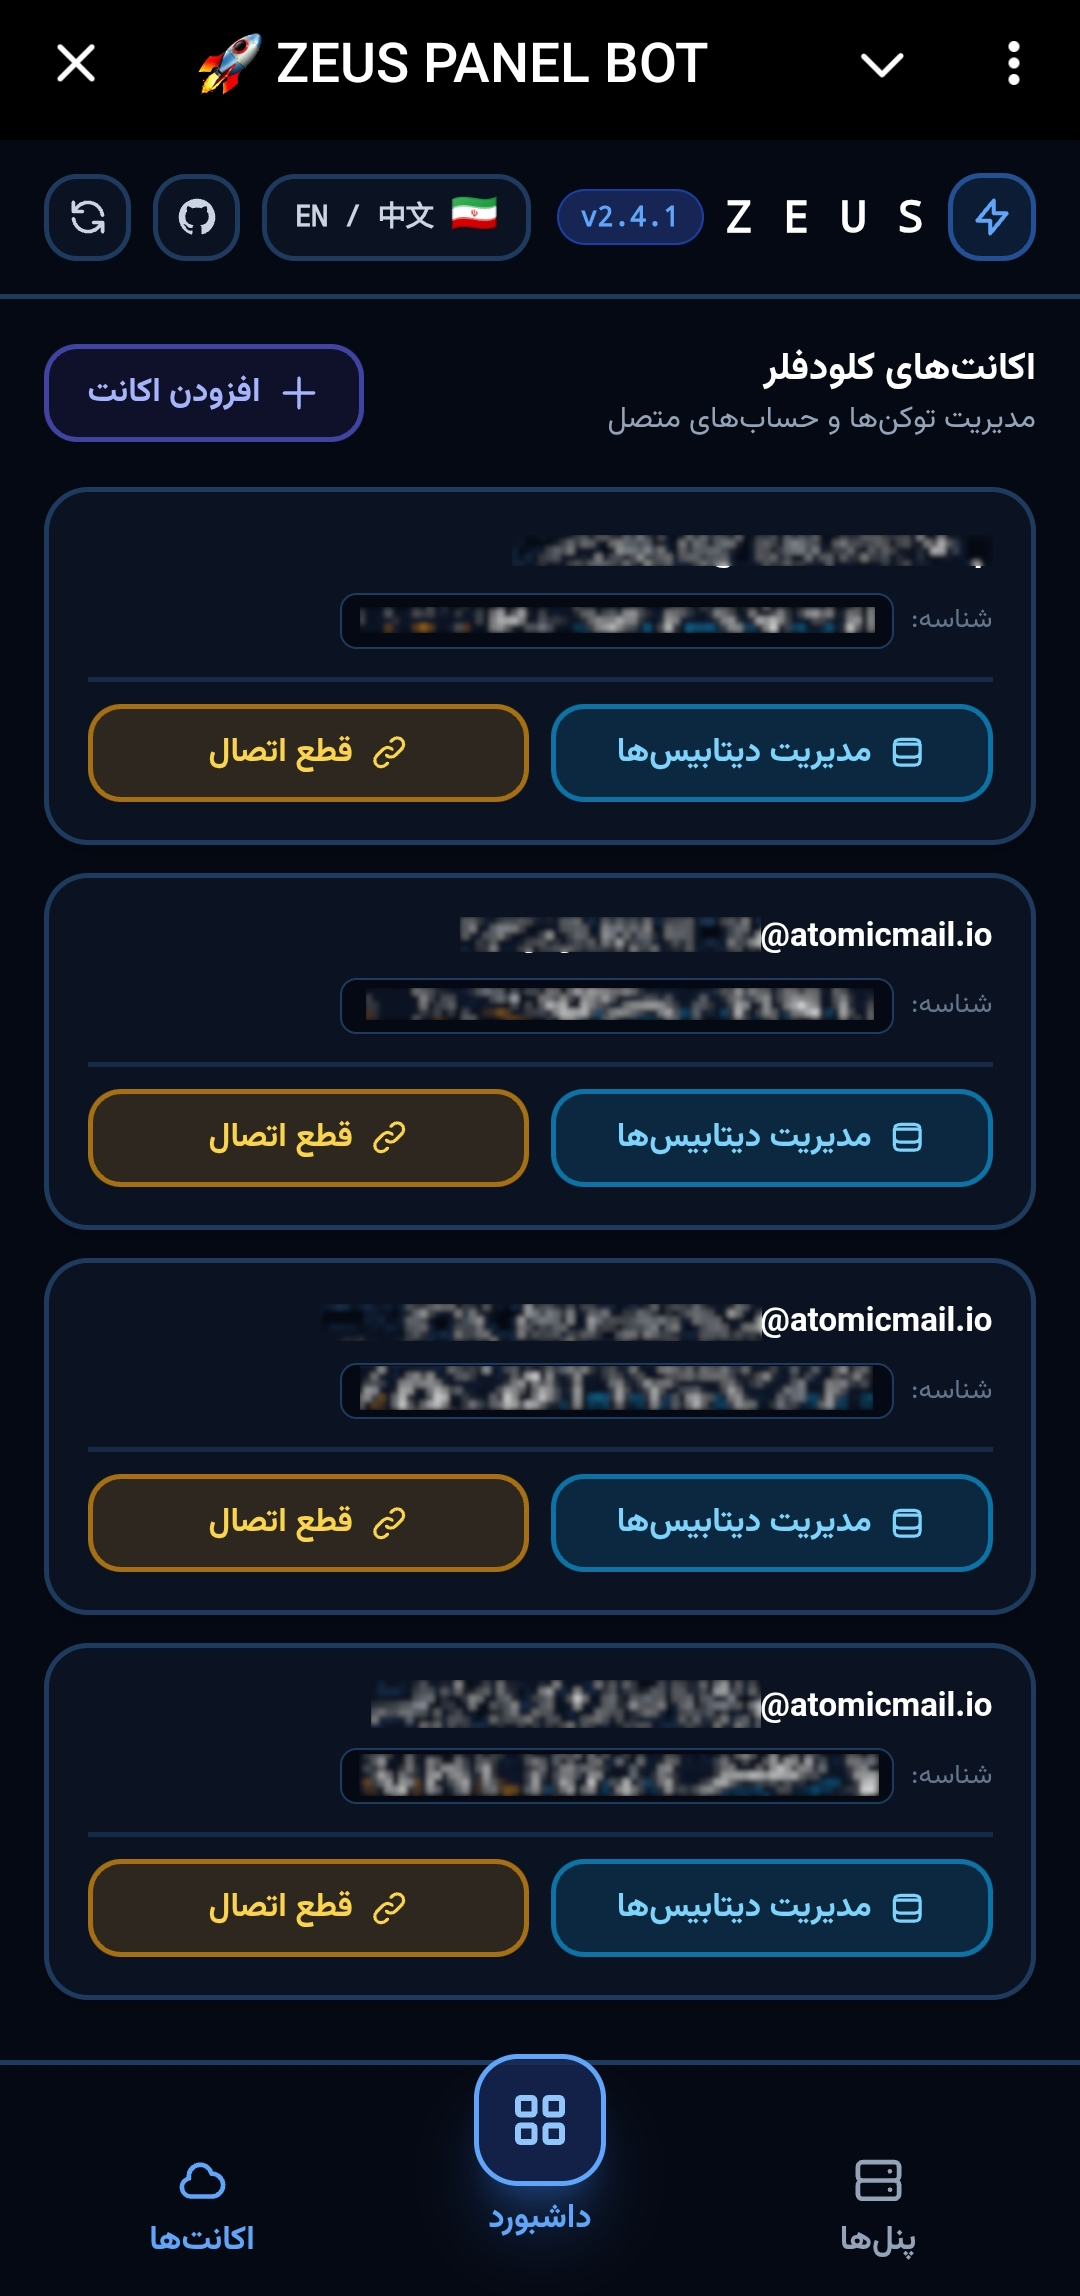 ZEUS PANEL BOT
EN / 中文
v2.4.1
Z E U S
اکانت‌های کلودفلر
مدیریت توکن‌ها و حساب‌های متصل
افزودن اکانت
شناسه:
مدیریت دیتابیس‌ها
قطع اتصال
@atomicmail.io
شناسه:
مدیریت دیتابیس‌ها
قطع اتصال
@atomicmail.io
شناسه:
مدیریت دیتابیس‌ها
قطع اتصال
@atomicmail.io
شناسه:
مدیریت دیتابیس‌ها
قطع اتصال
پنل‌ها
داشبورد
اکانت‌ها